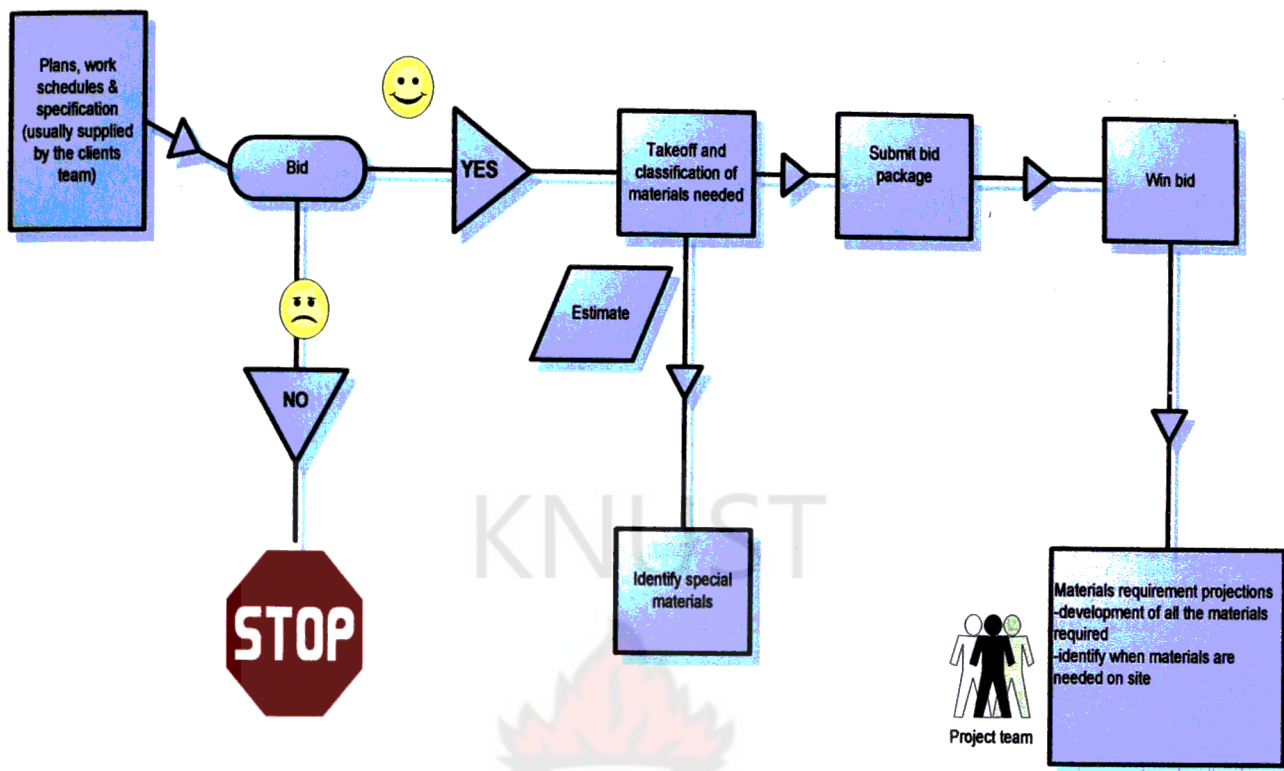 Plans, work
schedules &
specification
(usually supplied
by the clients
team)
Bid
YES
Takeoff and
classification of
materials needed
Submit bid
package
Win bid
Estimate
NO
KNUST
Identify special
materials
STOP
Materials requirement projections
-development of all the materials
required
-identify when materials are
needed on site
Project team